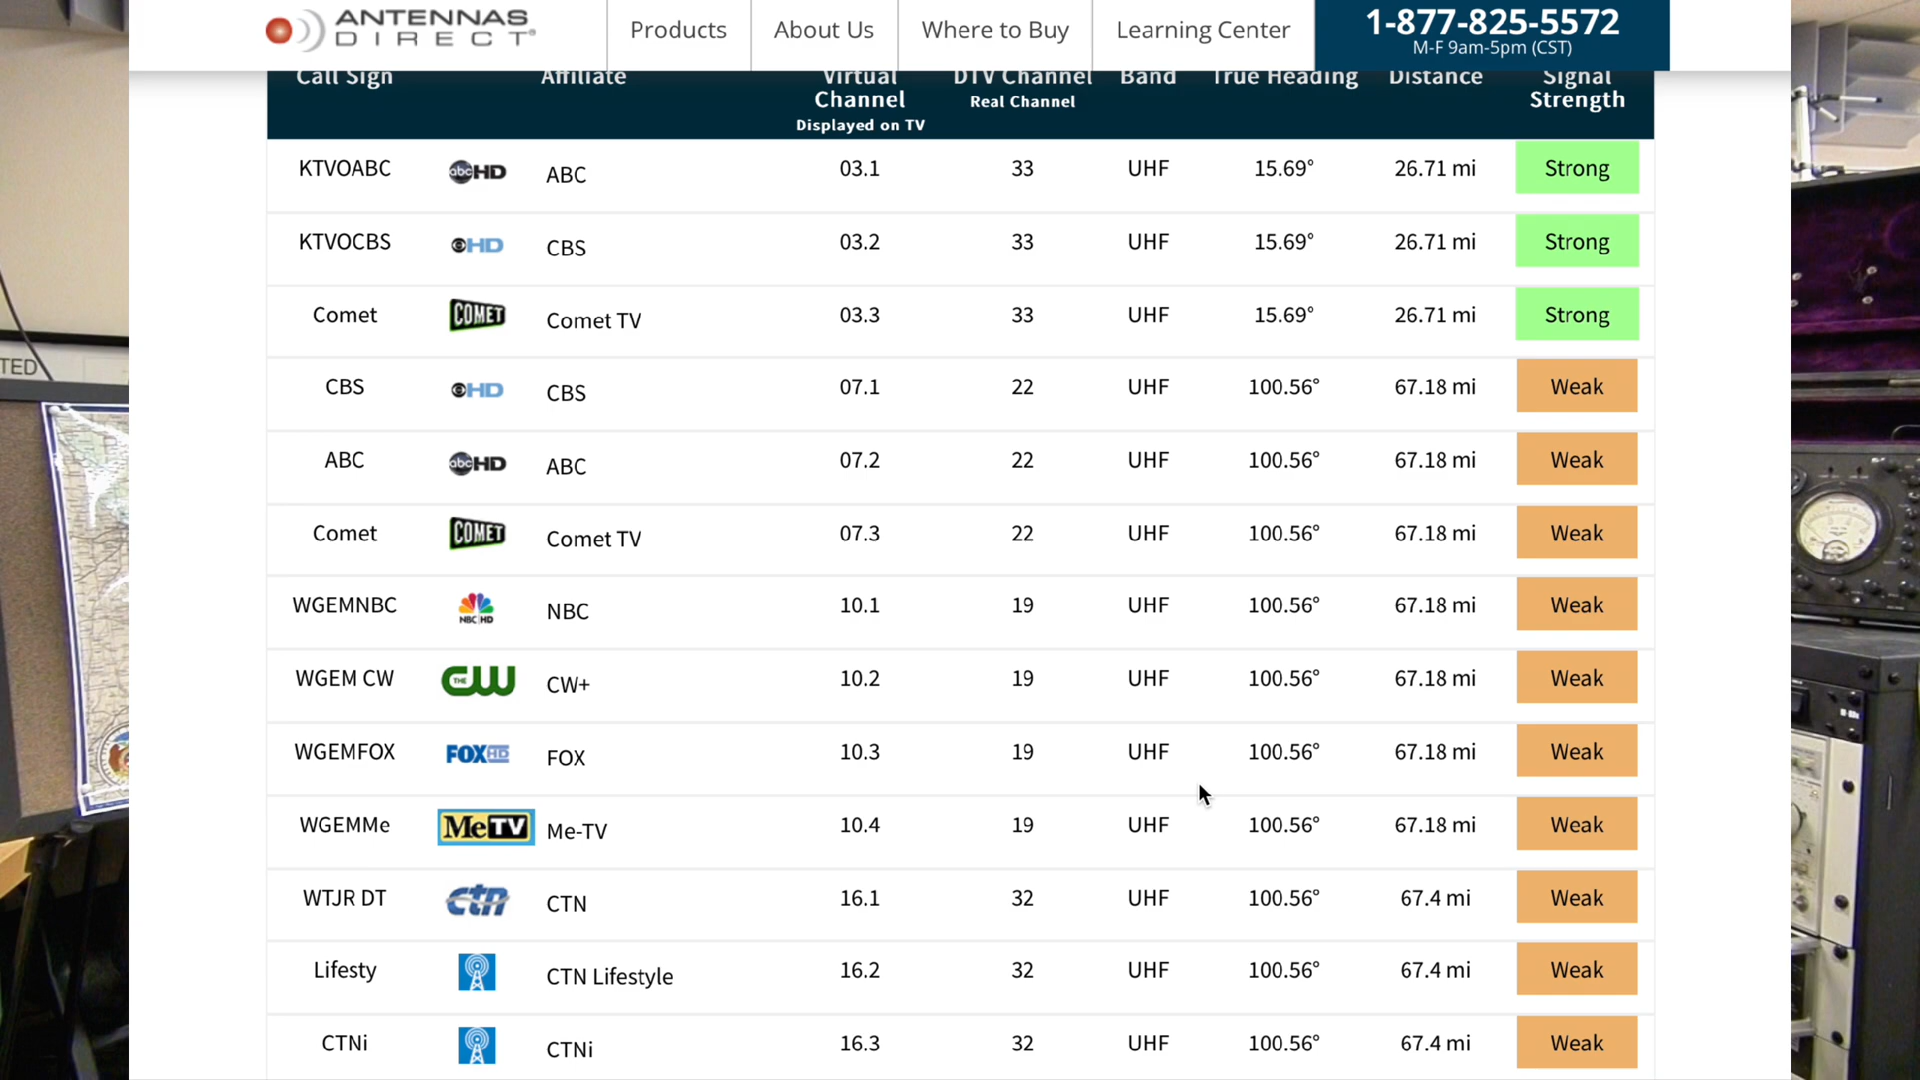 ANTENNAS
DIRECT
Products
About Us
Where to Buy
Learning Center
1-877-825-5572
M-F 9am-5pm (CST)
Call Sign Affiliate Virtual Channel Displayed on TV DTV Channel Real Channel Band True Heading Distance Signal Strength
KTVOABC abcHD ABC 03.1 33 UHF 15.69° 26.71 mi Strong
KTVOCBS HD CBS 03.2 33 UHF 15.69° 26.71 mi Strong
Comet COMET Comet TV 03.3 33 UHF 15.69° 26.71 mi Strong
CBS HD CBS 07.1 22 UHF 100.56° 67.18 mi Weak
ABC abcHD ABC 07.2 22 UHF 100.56° 67.18 mi Weak
Comet COMET Comet TV 07.3 22 UHF 100.56° 67.18 mi Weak
WGEMNBC NBC HD NBC 10.1 19 UHF 100.56° 67.18 mi Weak
WGEM CW THE CW CW+ 10.2 19 UHF 100.56° 67.18 mi Weak
WGEMFOX FOX HD FOX 10.3 19 UHF 100.56° 67.18 mi Weak
WGEMMe MeTV Me-TV 10.4 19 UHF 100.56° 67.18 mi Weak
WTJR DT ctn CTN 16.1 32 UHF 100.56° 67.4 mi Weak
Lifesty CTN Lifestyle 16.2 32 UHF 100.56° 67.4 mi Weak
CTNi CTNi 16.3 32 UHF 100.56° 67.4 mi Weak
TED